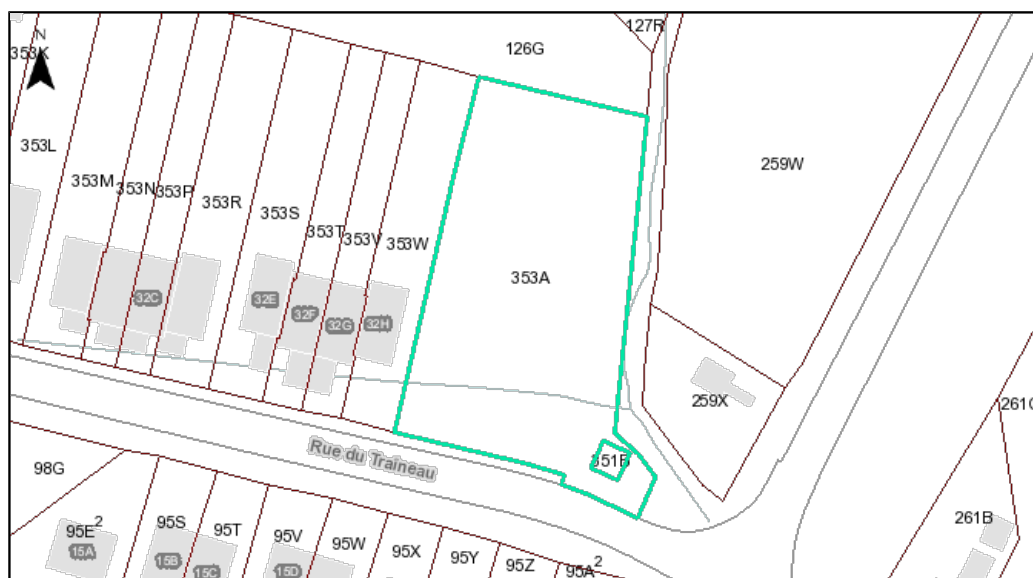 127R
N
126G
353K
353L
259W
353M
353N
353P
353R
353S
353T
353V
353W
353A
32C
32E
32F
32G
32H
259X
261C
Rue du Traîneau
351B
98G
95E²
15A
95S
15B
95T
15C
95V
15D
95W
95X
95Y
95Z
95A²
261B